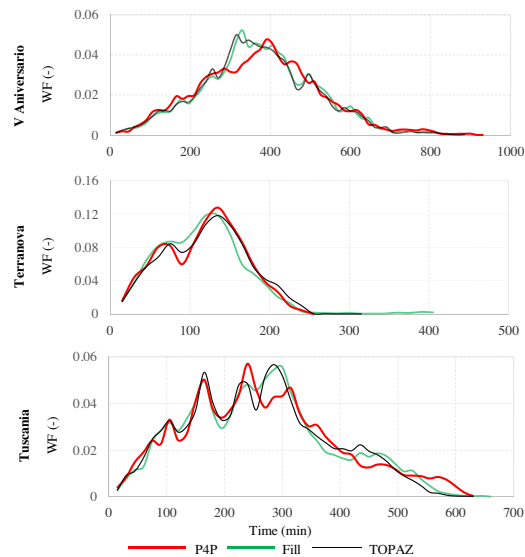 V Aniversario
WF (-)
0.06
0.04
0.02
0
0 200 400 600 800 1000
Terranova
WF (-)
0.16
0.12
0.08
0.04
0
0 100 200 300 400 500
Tuscania
WF (-)
0.06
0.04
0.02
0
0 100 200 300 400 500 600 700
Time (min)
P4P Fill TOPAZ